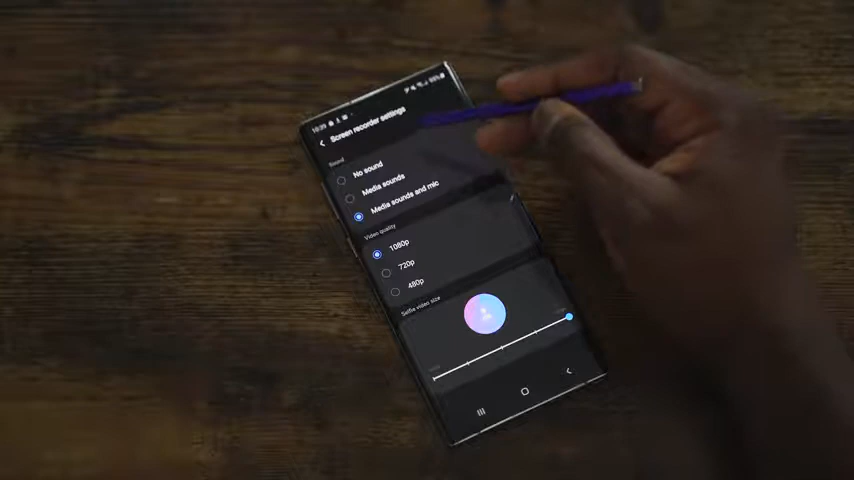 Screen recorder settings
Sound
No sound
Media sounds
Media sounds and mic
Video quality
1080p
720p
480p
Selfie video size